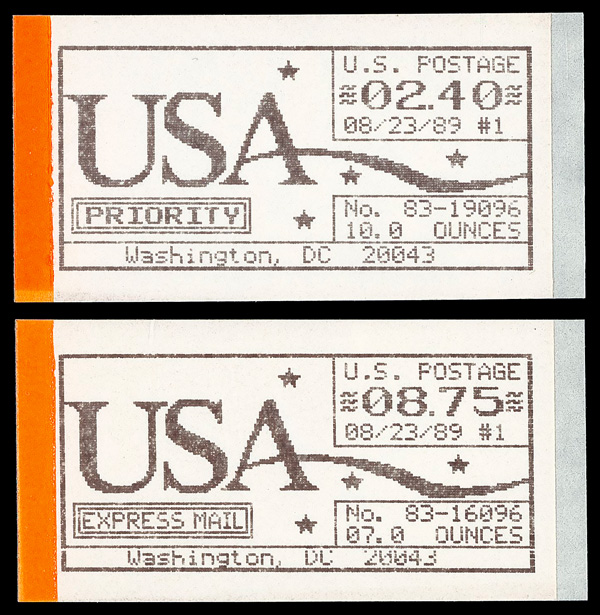 U.S. POSTAGE
≈02.40≈
08/23/89 #1
USA
PRIORITY
No. 83-19096
10.0 OUNCES
Washington, DC 20043
U.S. POSTAGE
≈08.75≈
08/23/89 #1
USA
EXPRESS MAIL
No. 83-16096
07.0 OUNCES
Washington, DC 20043